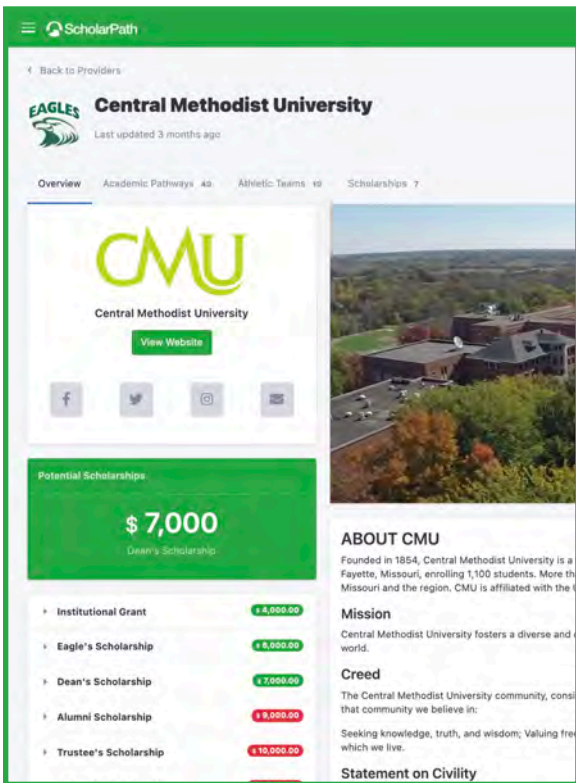 ScholarPath
Back to Providers
EAGLES
Central Methodist University
Last updated 3 months ago
Overview Academic Pathways 40 Athletic Teams 10 Scholarships 7
CMU
Central Methodist University
View Website
Potential Scholarships
$ 7,000
Dean's Scholarship
Institutional Grant $4,000.00
Eagle's Scholarship
Dean's Scholarship $7,000.00
Alumni Scholarship $9,000.00
Trustee's Scholarship $10,000.00
ABOUT CMU
Founded in 1854, Central Methodist University is a
Fayette, Missouri, enrolling 1,100 students. More th
Missouri and the region. CMU is affiliated with the
Mission
Central Methodist University fosters a diverse and
world.
Creed
The Central Methodist University community, consi
that community we believe in:
Seeking knowledge, truth, and wisdom; Valuing fre
which we live.
Statement on Civility